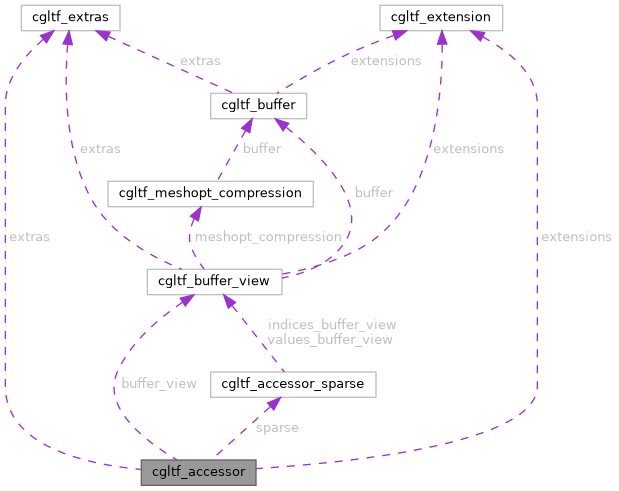 cgltf_extras
cgltf_extension
extras
extensions
cgltf_buffer
extras
buffer
extensions
cgltf_meshopt_compression
buffer
extras
meshopt_compression
extensions
cgltf_buffer_view
indices_buffer_view
values_buffer_view
buffer_view
cgltf_accessor_sparse
sparse
cgltf_accessor